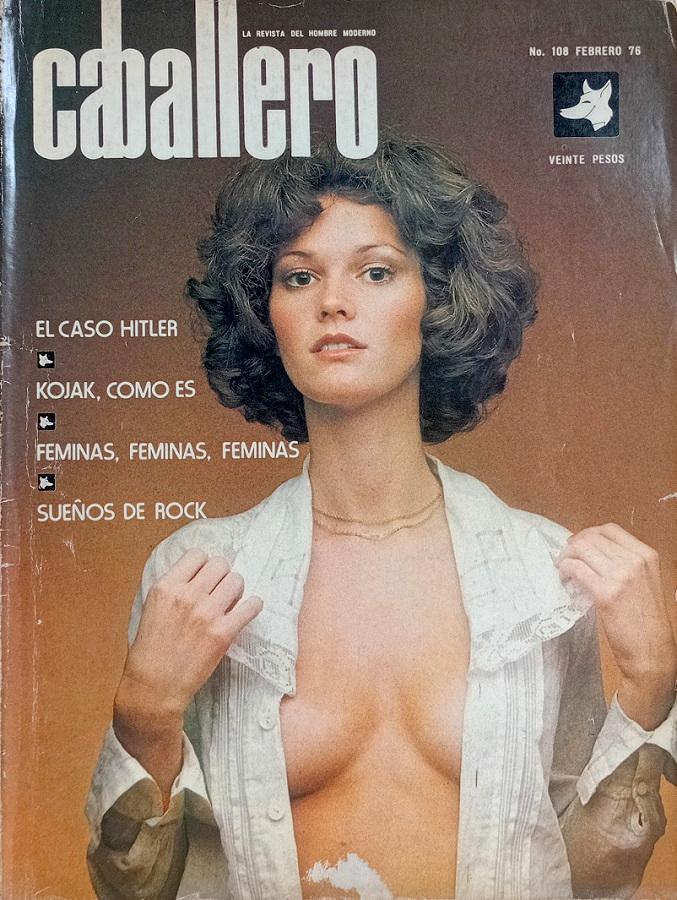 LA REVISTA DEL HOMBRE MODERNO
caballero
No. 108 FEBRERO 76
VEINTE PESOS
EL CASO HITLER
KOJAK, COMO ES
FEMINAS, FEMINAS, FEMINAS
SUEÑOS DE ROCK